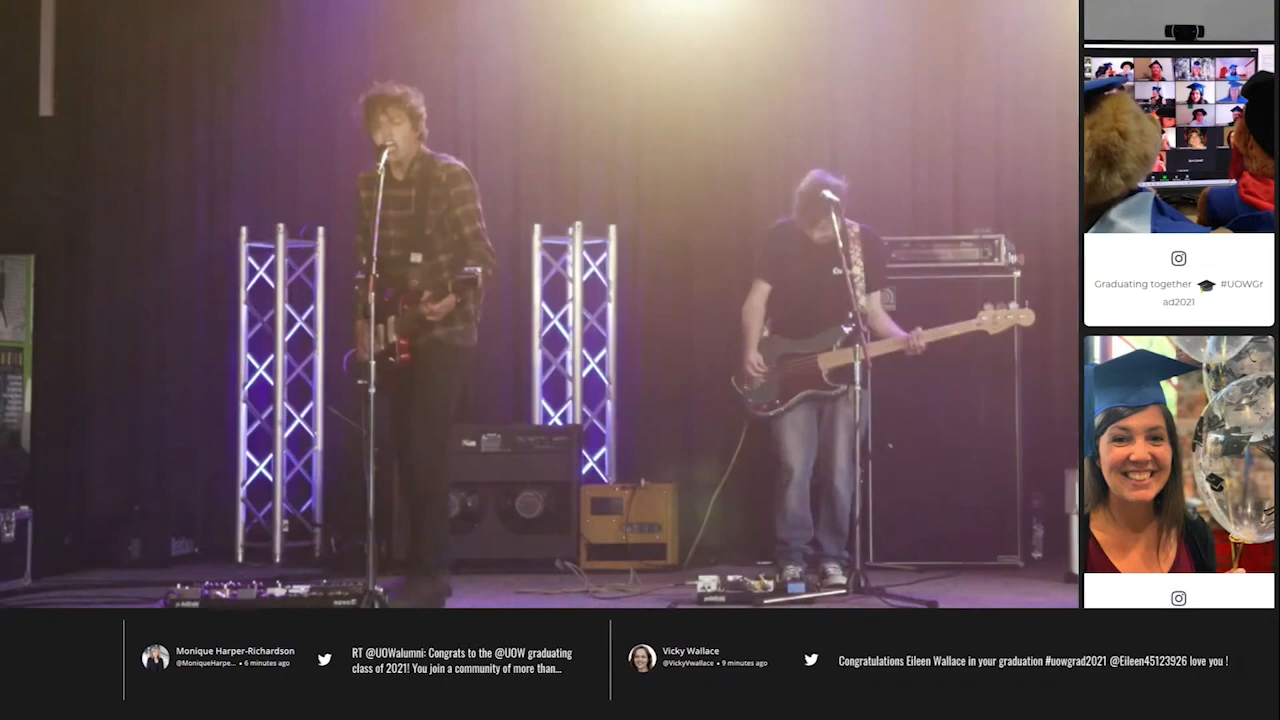 Graduating together #UOWGr
ad2021
Monique Harper-Richardson
@MoniqueHarpe... • 6 minutes ago
RT @UOWalumni: Congrats to the @UOW graduating
class of 2021! You join a community of more than...
Vicky Wallace
@VickyVwallace • 9 minutes ago
Congratulations Eileen Wallace in your graduation #uowgrad2021 @Eileen45123926 love you !